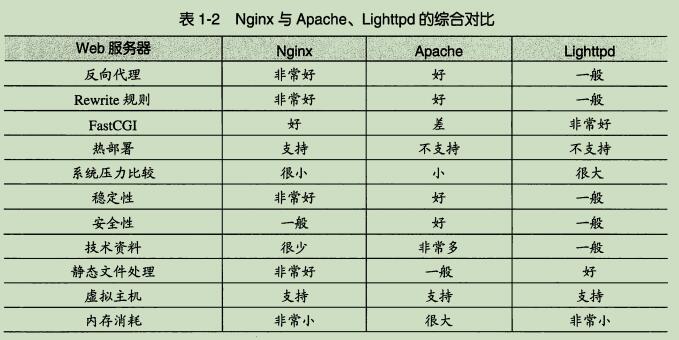 表 1-2 Nginx 与 Apache、Lighttpd 的综合对比
Web 服务器 Nginx Apache Lighttpd
反向代理 非常好 好 一般
Rewrite 规则 非常好 好 一般
FastCGI 好 差 非常好
热部署 支持 不支持 不支持
系统压力比较 很小 小 很大
稳定性 非常好 好 一般
安全性 一般 好 一般
技术资料 很少 非常多 一般
静态文件处理 非常好 一般 好
虚拟主机 支持 支持 支持
内存消耗 非常小 很大 非常小